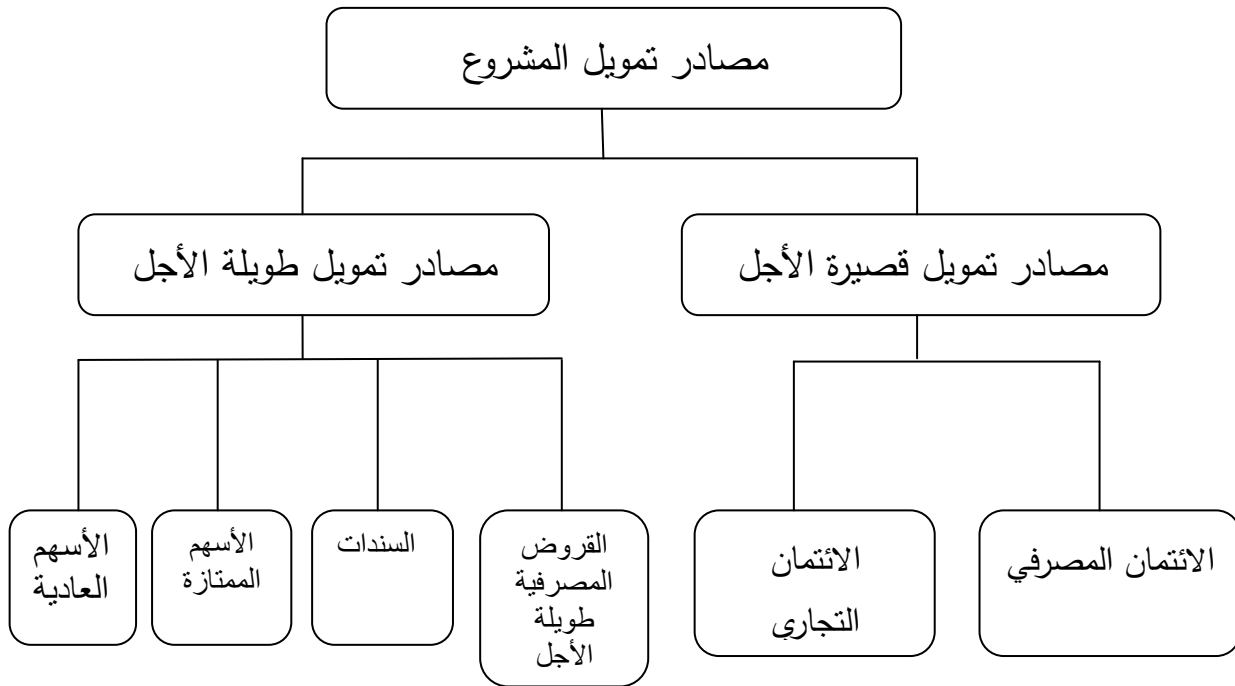 مصادر تمويل المشروع
مصادر تمويل قصيرة الأجل
مصادر تمويل طويلة الأجل
الائتمان المصرفي
الائتمان
التجاري
القروض
المصرفية
طويلة
الأجل
السندات
الأسهم
الممتازة
الأسهم
العادية